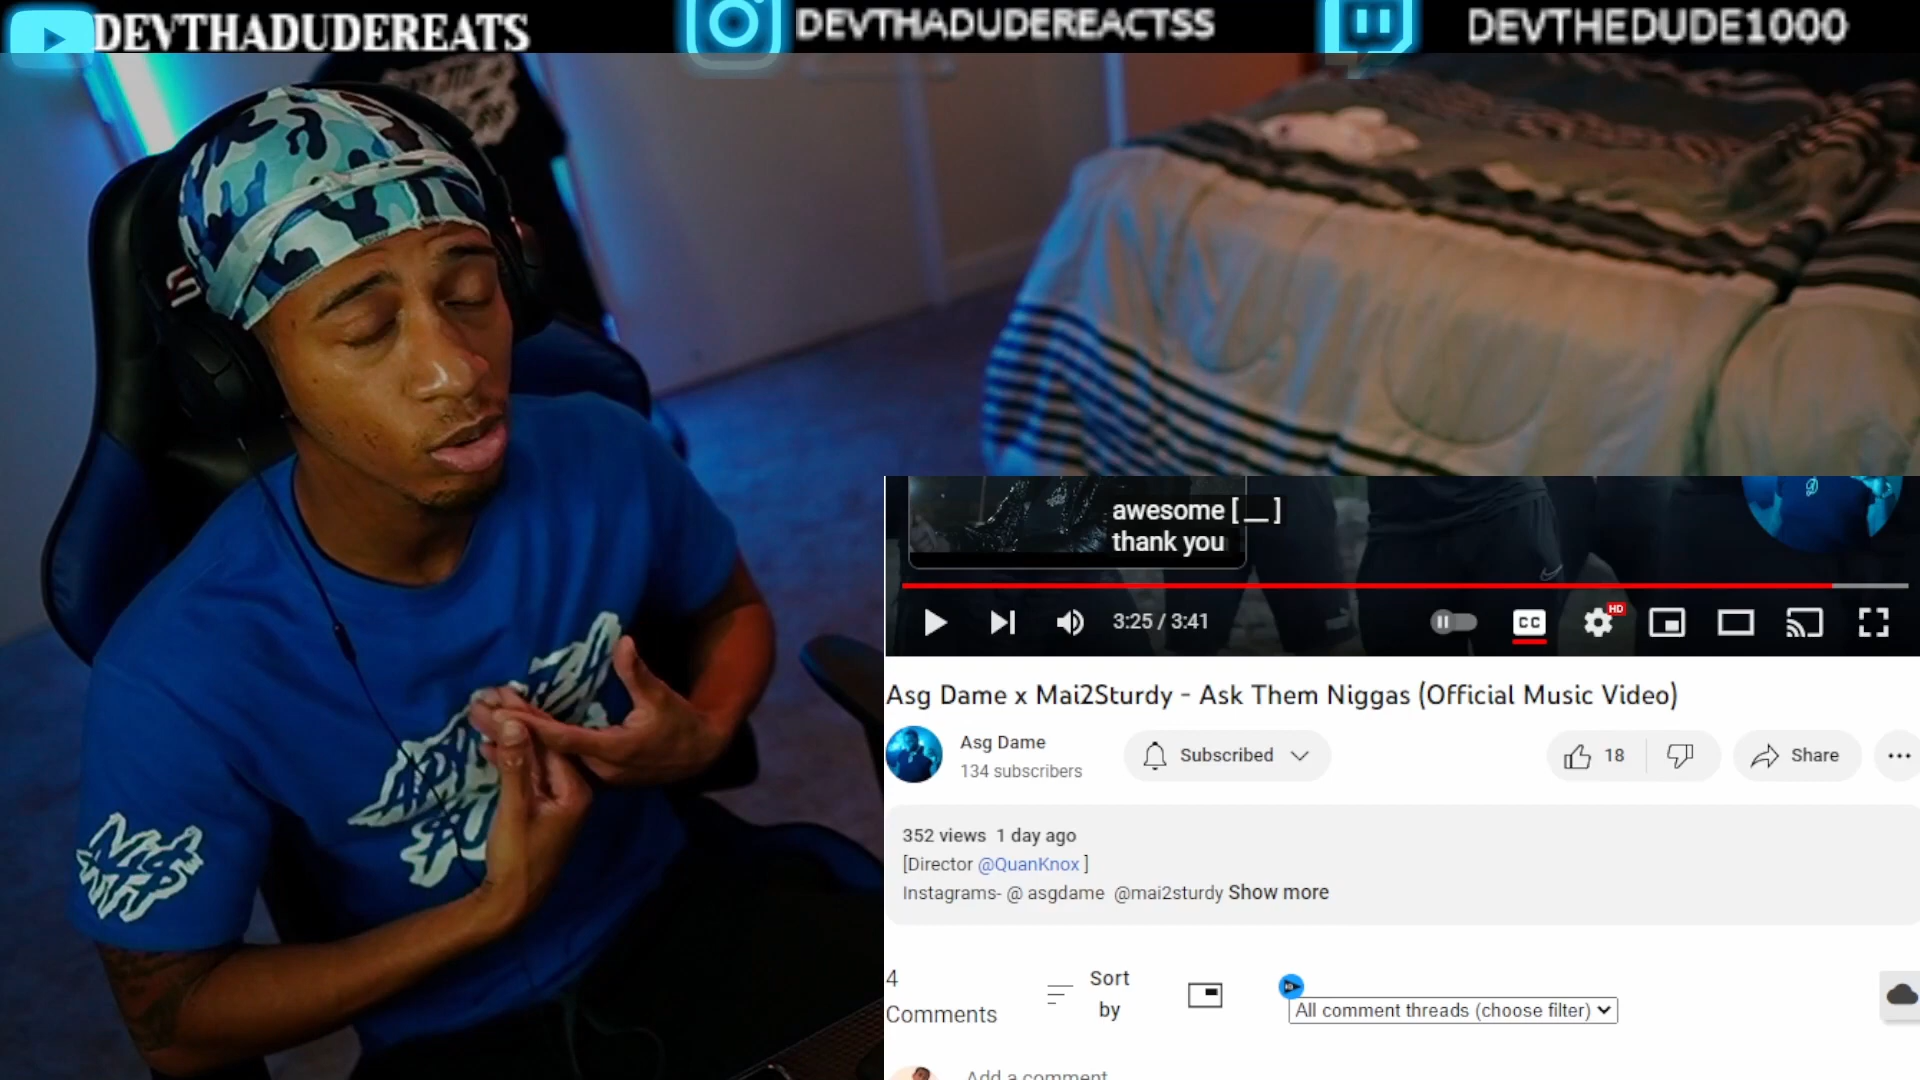 DEVTHADUDEREATS
DEVTHADUDEREACTSS
DEVTHEDUDE1000
awesome [ __ ]
thank you
3:25 / 3:41
CC
HD
Asg Dame x Mai2Sturdy - Ask Them Niggas (Official Music Video)
Asg Dame
134 subscribers
Subscribed
18
Share
352 views 1 day ago
[Director @QuanKnox ]
Instagrams- @ asgdame @mai2sturdy Show more
4
Comments
Sort
by
All comment threads (choose filter)
Add a comment